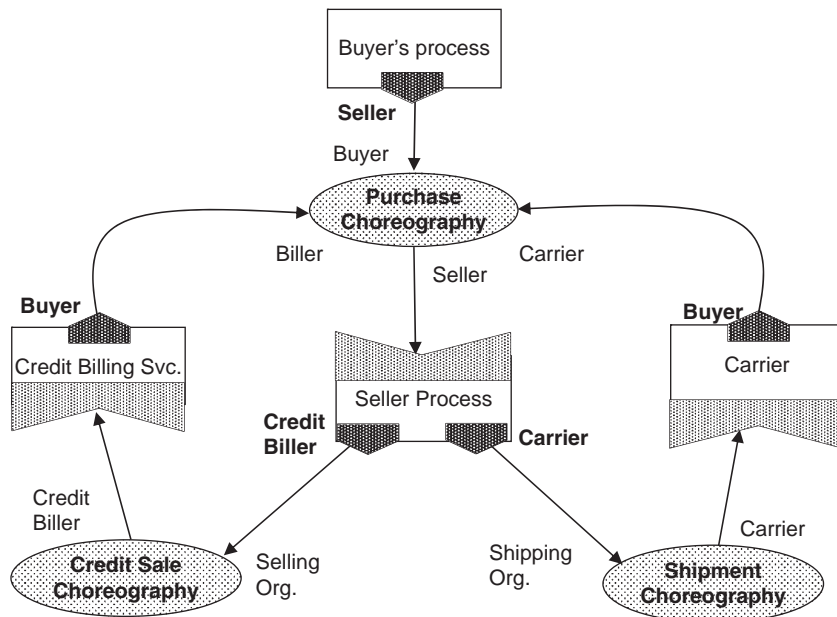 Buyer's process
Seller
Buyer
Purchase
Choreography
Biller
Carrier
Seller
Buyer
Buyer
Credit Billing Svc.
Seller Process
Carrier
Credit
Biller
Carrier
Credit
Biller
Selling
Org.
Shipping
Org.
Carrier
Credit Sale
Choreography
Shipment
Choreography